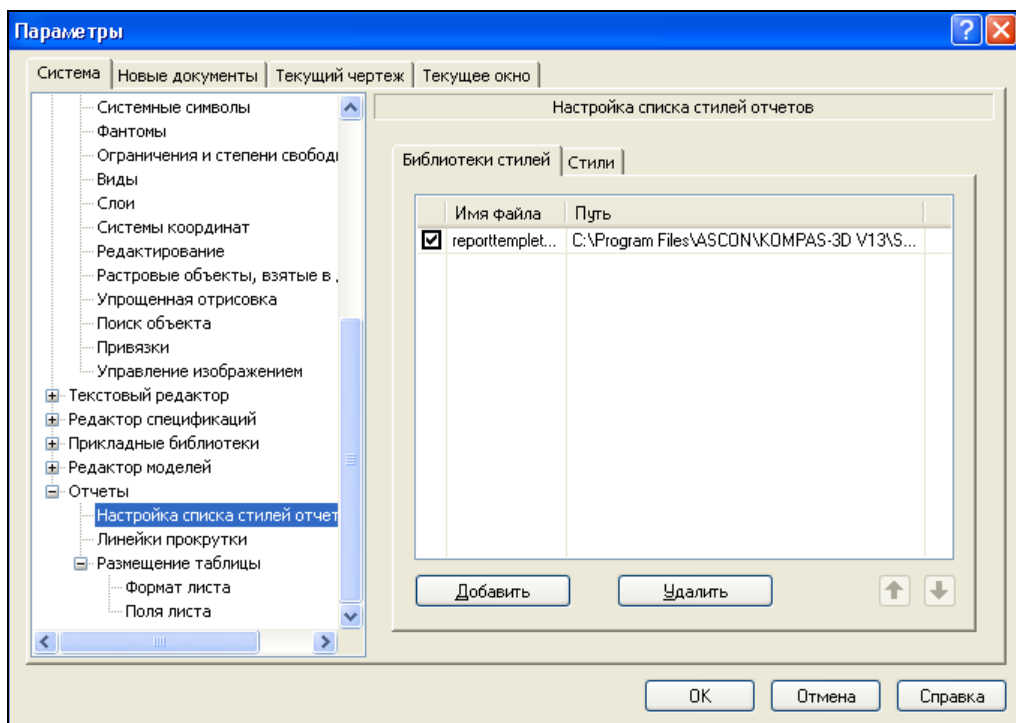 Параметры
Система Новые документы Текущий чертеж Текущее окно
Системные символы
Фантомы
Ограничения и степени свободы
Виды
Слои
Системы координат
Редактирование
Растровые объекты, взятые в
Упрощенная отрисовка
Поиск объекта
Привязки
Управление изображением
Текстовый редактор
Редактор спецификаций
Прикладные библиотеки
Редактор моделей
Отчеты
Настройка списка стилей отчет
Линейки прокрутки
Размещение таблицы
Формат листа
Поля листа
Настройка списка стилей отчетов
Библиотеки стилей Стили
Имя файла Путь
reporttemplet... C:\Program Files\ASCON\KOMPAS-3D V13\S...
Добавить Удалить
OK Отмена Справка